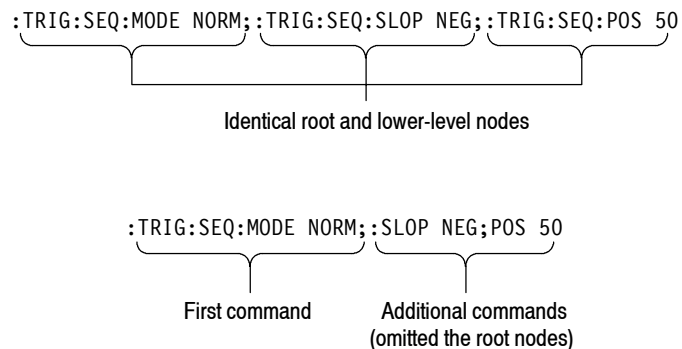 :TRIG:SEQ:MODE NORM;:TRIG:SEQ:SLOP NEG;:TRIG:SEQ:POS 50
Identical root and lower-level nodes
:TRIG:SEQ:MODE NORM;:SLOP NEG;POS 50
First command
Additional commands
(omitted the root nodes)